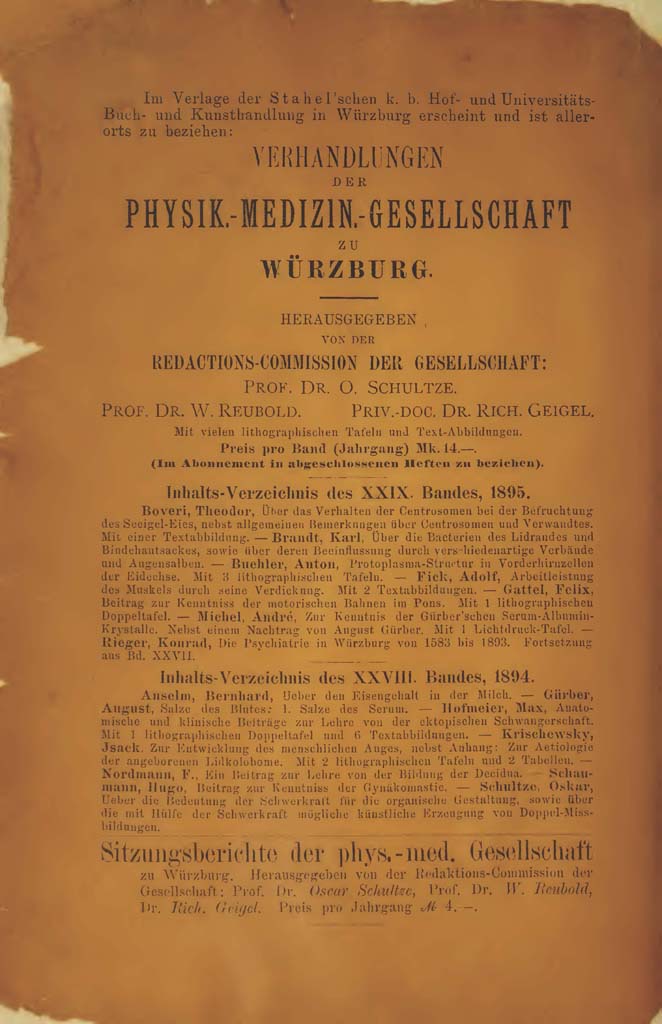 Im Verlage der Stahel'schen k. b. Hof- und Universitäts-
Buch- und Kunsthandlung in Würzburg erscheint und ist aller-
orts zu beziehen:
VERHANDLUNGEN
DER
PHYSIK.-MEDIZIN.-GESELLSCHAFT
ZU
WÜRZBURG.
HERAUSGEGEBEN
VON DER
REDACTIONS-COMMISSION DER GESELLSCHAFT:
PROF. DR. O. SCHULTZE.
PROF. DR. W. REUBOLD. PRIV.-DOC. DR. RICH. GEIGEL.
Mit vielen lithographischen Tafeln und Text-Abbildungen.
Preis pro Band (Jahrgang) Mk. 14.—.
(Im Abonnement in abgeschlossenen Heften zu beziehen).
Inhalts-Verzeichnis des XXIX. Bandes, 1895.
Boveri, Theodor, Über das Verhalten der Centrosomen bei der Befruchtung
des Seeigel-Eies, nebst allgemeinen Bemerkungen über Centrosomen und Verwandtes.
Mit einer Textabbildung. — Brandt, Karl, Über die Bacterien des Lidrandes und
Bindehautsackes, sowie über deren Beeinflussung durch verschiedenartige Verbände
und Augensalben. — Buehler, Anton, Protoplasma-Structur in Vorderhirnzellen
der Eidechse. Mit 3 lithographischen Tafeln. — Fick, Adolf, Arbeitleistung
des Muskels durch seine Verdickung. Mit 2 Textabbildungen. — Gattel, Felix,
Beitrag zur Kenntniss der motorischen Bahnen im Pons. Mit 1 lithographischen
Doppeltafel. — Michel, André, Zur Kenntnis der Gürber'schen Serum-Albumin-
Krystalle. Nebst einem Nachtrag von August Gürber. Mit 1 Lichtdruck-Tafel. —
Rieger, Konrad, Die Psychiatrie in Würzburg von 1583 bis 1893. Fortsetzung
aus Bd. XXVII.
Inhalts-Verzeichnis des XXVIII. Bandes, 1894.
Anselm, Bernhard, Ueber den Eisengehalt in der Milch. — Gürber,
August, Salze des Blutes: 1. Salze des Serum. — Hofmeier, Max, Anato-
mische und klinische Beiträge zur Lehre von der ektopischen Schwangerschaft.
Mit 1 lithographischen Doppeltafel und 6 Textabbildungen. — Krischewsky,
Jsack. Zur Entwicklung des menschlichen Auges, nebst Anhang: Zur Aetiologie
der angeborenen Lidkolobome. Mit 2 lithographischen Tafeln und 2 Tabellen. —
Nordmann, F., Ein Beitrag zur Lehre von der Bildung der Decidua. — Schau-
mann, Hugo, Beitrag zur Kenntniss der Gynäkomastie. — Schultze, Oskar,
Ueber die Bedeutung der Schwerkraft für die organische Gestaltung, sowie über
die mit Hülfe der Schwerkraft mögliche künstliche Erzeugung von Doppel-Miss-
bildungen.
Sitzungsberichte der phys.-med. Gesellschaft
zu Würzburg. Herausgegeben von der Redaktions-Commission der
Gesellschaft: Prof. Dr. Oscar Schultze, Prof. Dr. W. Reubold,
Dr. Rich. Geigel. Preis pro Jahrgang ℳ 4. —.